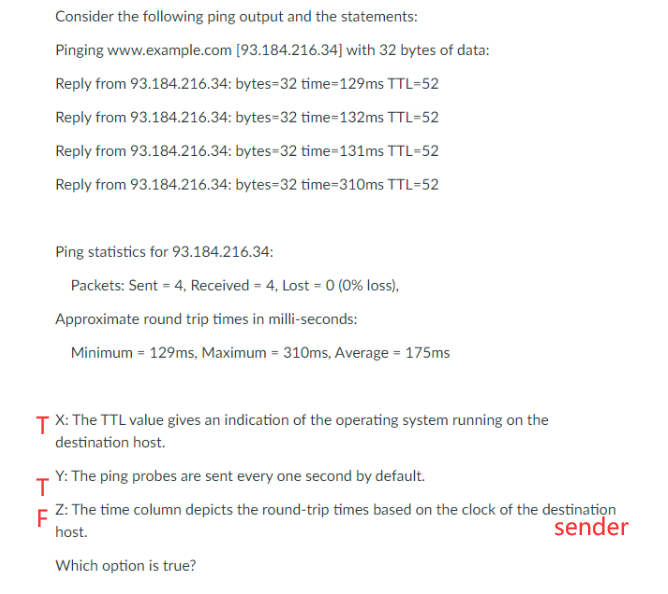 Consider the following ping output and the statements:
Pinging www.example.com [93.184.216.34] with 32 bytes of data:
Reply from 93.184.216.34: bytes=32 time=129ms TTL=52
Reply from 93.184.216.34: bytes=32 time=132ms TTL=52
Reply from 93.184.216.34: bytes=32 time=131ms TTL=52
Reply from 93.184.216.34: bytes=32 time=310ms TTL=52
Ping statistics for 93.184.216.34:
Packets: Sent = 4, Received = 4, Lost = 0 (0% loss),
Approximate round trip times in milli-seconds:
Minimum = 129ms, Maximum = 310ms, Average = 175ms
T X: The TTL value gives an indication of the operating system running on the
destination host.
T Y: The ping probes are sent every one second by default.
F Z: The time column depicts the round-trip times based on the clock of the destination
host. sender
Which option is true?